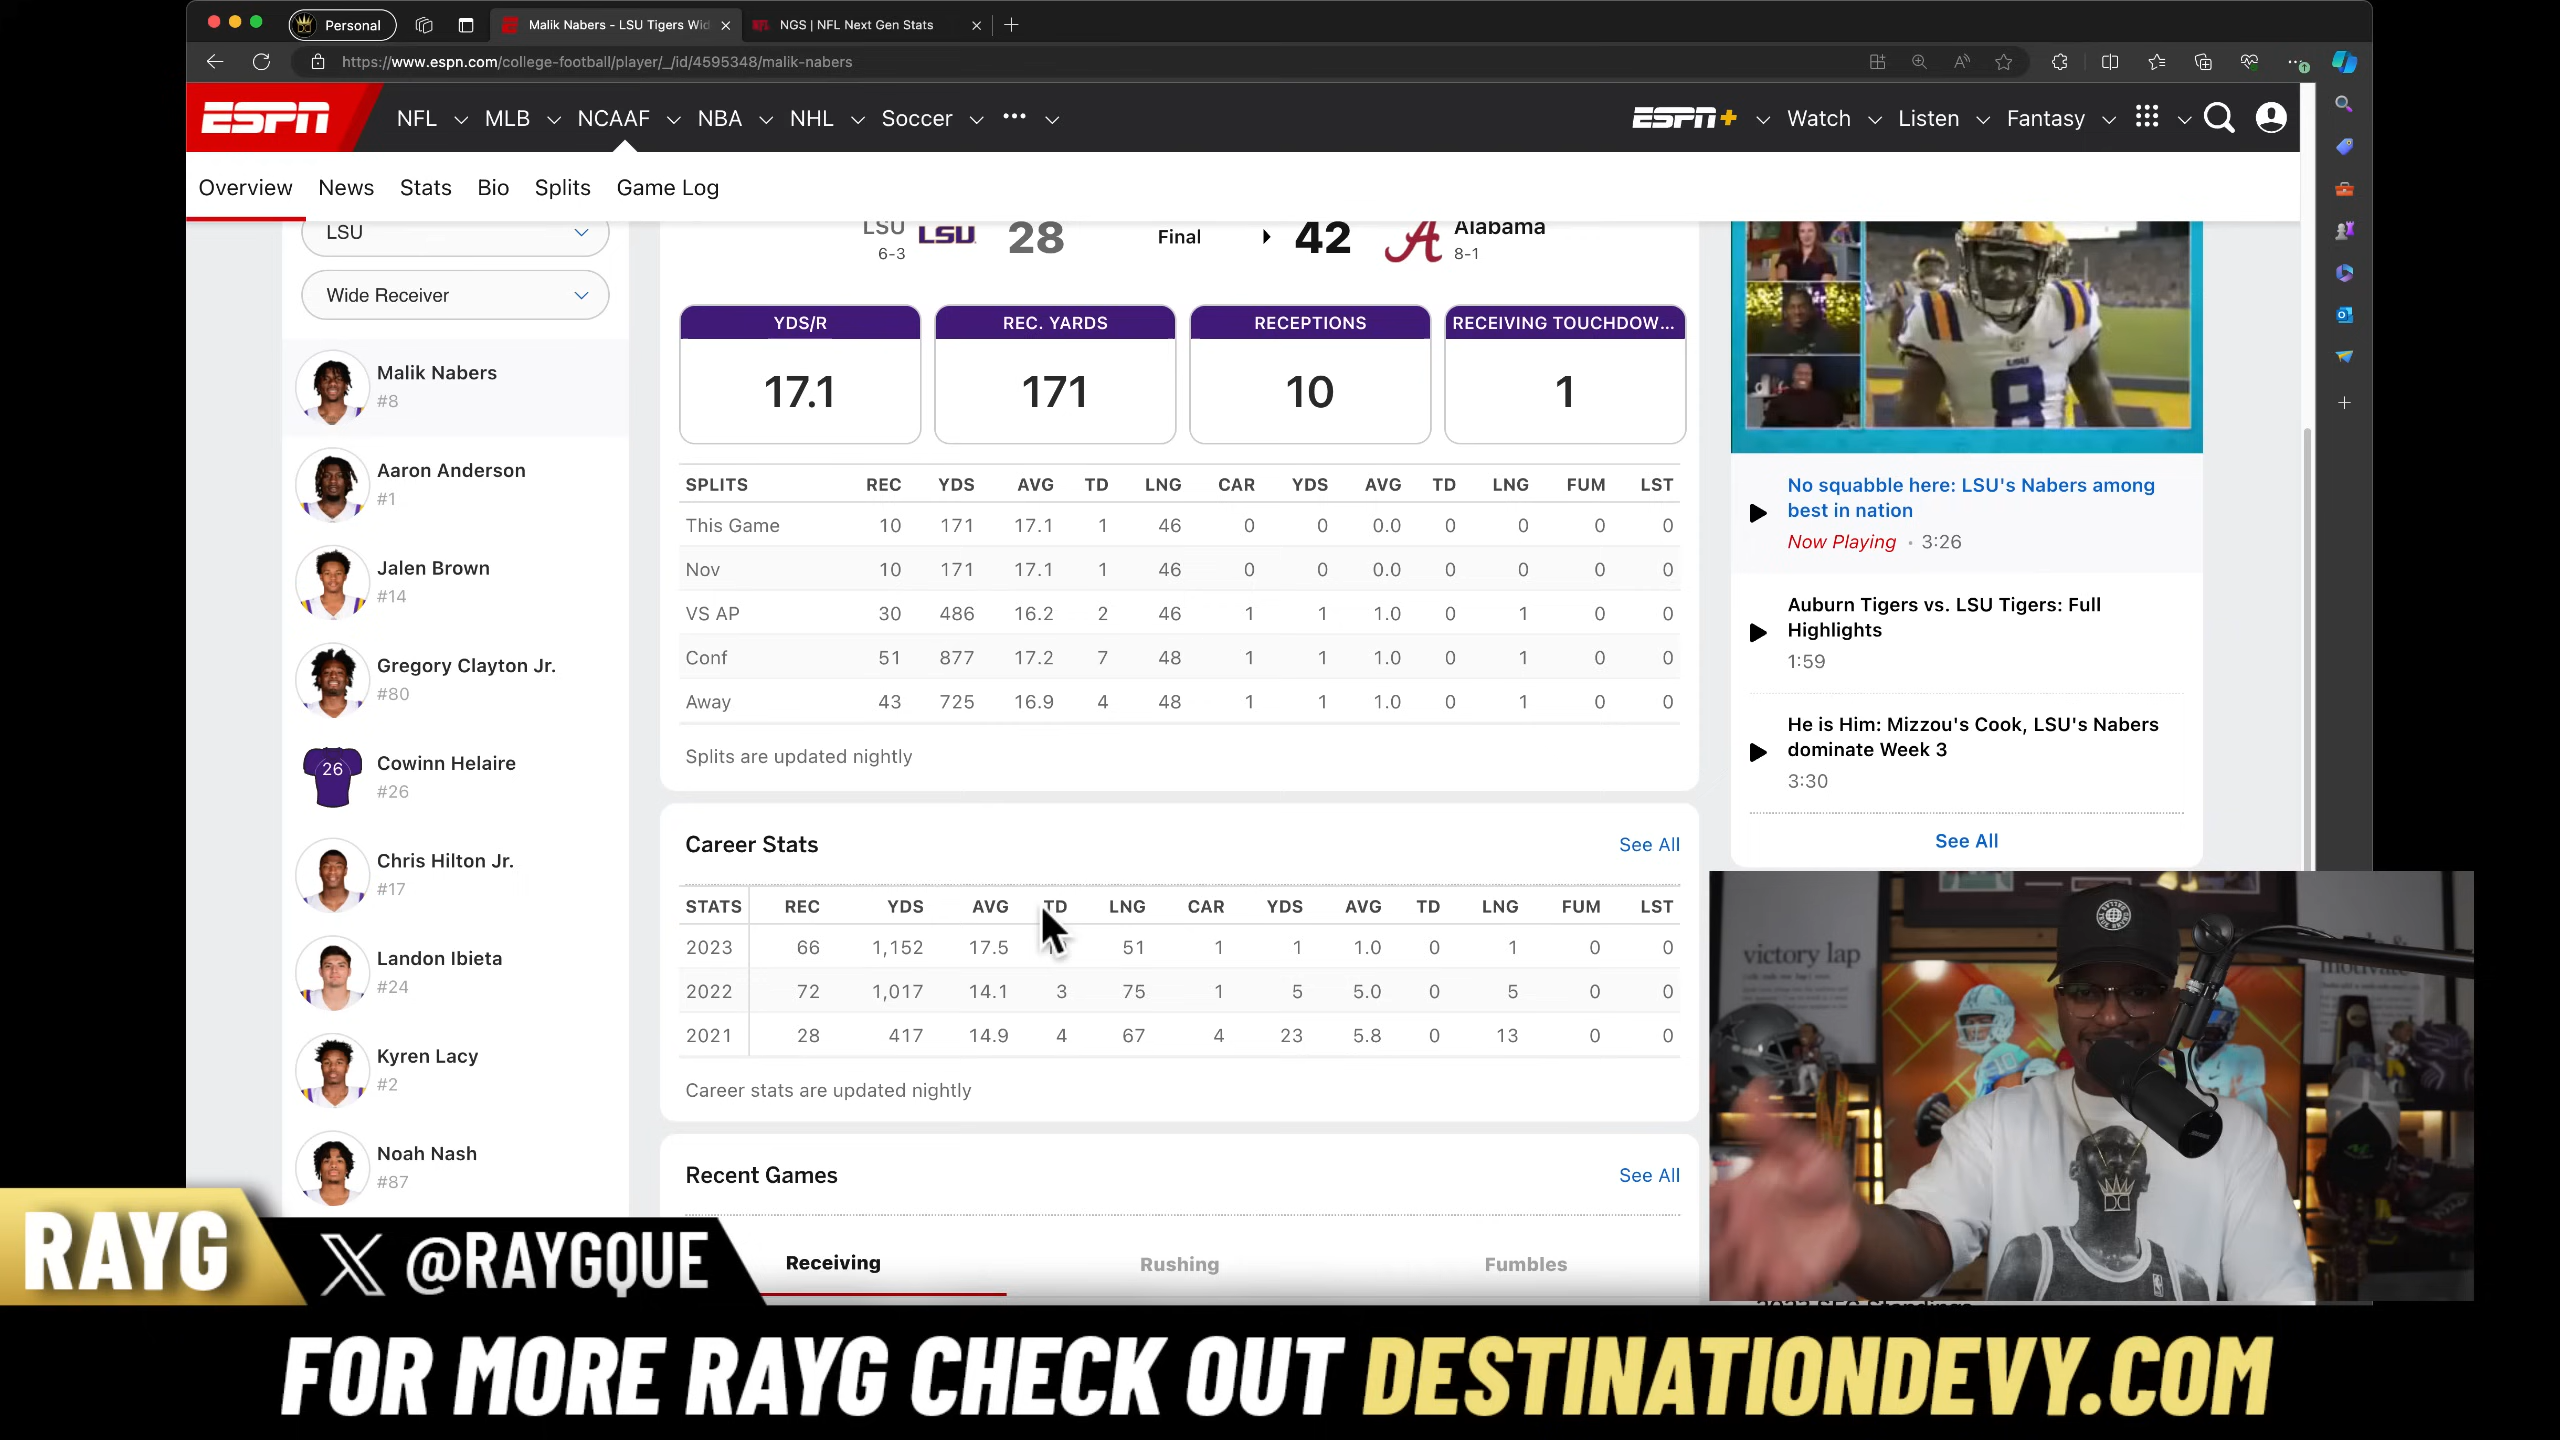 Personal
Malik Nabers - LSU Tigers Wid
NGS | NFL Next Gen Stats
https://www.espn.com/college-football/player/_/id/4595348/malik-nabers
ESPN
NFL MLB NCAAF NBA NHL Soccer
ESPN+ Watch Listen Fantasy
Overview News Stats Bio Splits Game Log
LSU
Wide Receiver
Malik Nabers
#8
Aaron Anderson
#1
Jalen Brown
#14
Gregory Clayton Jr.
#80
26
Cowinn Helaire
#26
Chris Hilton Jr.
#17
Landon Ibieta
#24
Kyren Lacy
#2
Noah Nash
#87
LSU LSU 28 Final 42 Alabama
6-3 8-1
YDS/R REC. YARDS RECEPTIONS RECEIVING TOUCHDOW...
17.1 171 10 1
SPLITS REC YDS AVG TD LNG CAR YDS AVG TD LNG FUM LST
This Game 10 171 17.1 1 46 0 0 0.0 0 0 0 0
Nov 10 171 17.1 1 46 0 0 0.0 0 0 0 0
VS AP 30 486 16.2 2 46 1 1 1.0 0 1 0 0
Conf 51 877 17.2 7 48 1 1 1.0 0 1 0 0
Away 43 725 16.9 4 48 1 1 1.0 0 1 0 0
Splits are updated nightly
Career Stats See All
STATS REC YDS AVG TD LNG CAR YDS AVG TD LNG FUM LST
2023 66 1,152 17.5 51 1 1 1.0 0 1 0 0
2022 72 1,017 14.1 3 75 1 5 5.0 0 5 0 0
2021 28 417 14.9 4 67 4 23 5.8 0 13 0 0
Career stats are updated nightly
Recent Games See All
Receiving Rushing Fumbles
LSU
8
No squabble here: LSU's Nabers among
best in nation
Now Playing · 3:26
Auburn Tigers vs. LSU Tigers: Full
Highlights
1:59
He is Him: Mizzou's Cook, LSU's Nabers
dominate Week 3
3:30
See All
victory lap
RAYG
X @RAYGQUE
FOR MORE RAYG CHECK OUT DESTINATIONDEVY.COM